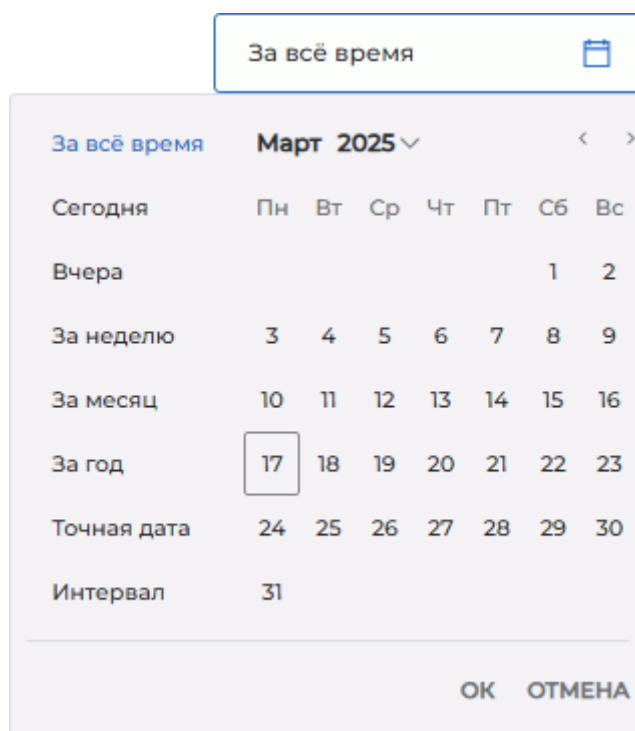 За всё время
За всё время Март 2025
Сегодня Пн Вт Ср Чт Пт Сб Вс
Вчера 1 2
За неделю 3 4 5 6 7 8 9
За месяц 10 11 12 13 14 15 16
За год 17 18 19 20 21 22 23
Точная дата 24 25 26 27 28 29 30
Интервал 31
ОК ОТМЕНА